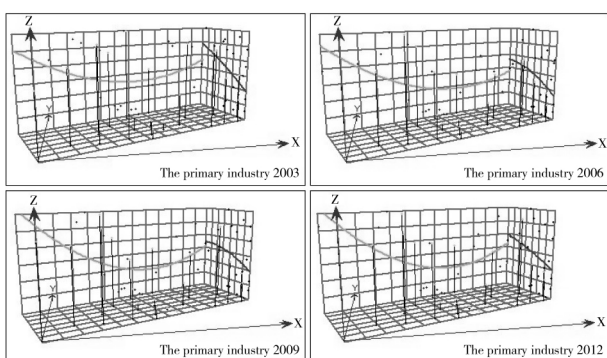 Z
Y
X
The primary industry 2003
Z
Y
X
The primary industry 2006
Z
Y
X
The primary industry 2009
Z
Y
X
The primary industry 2012